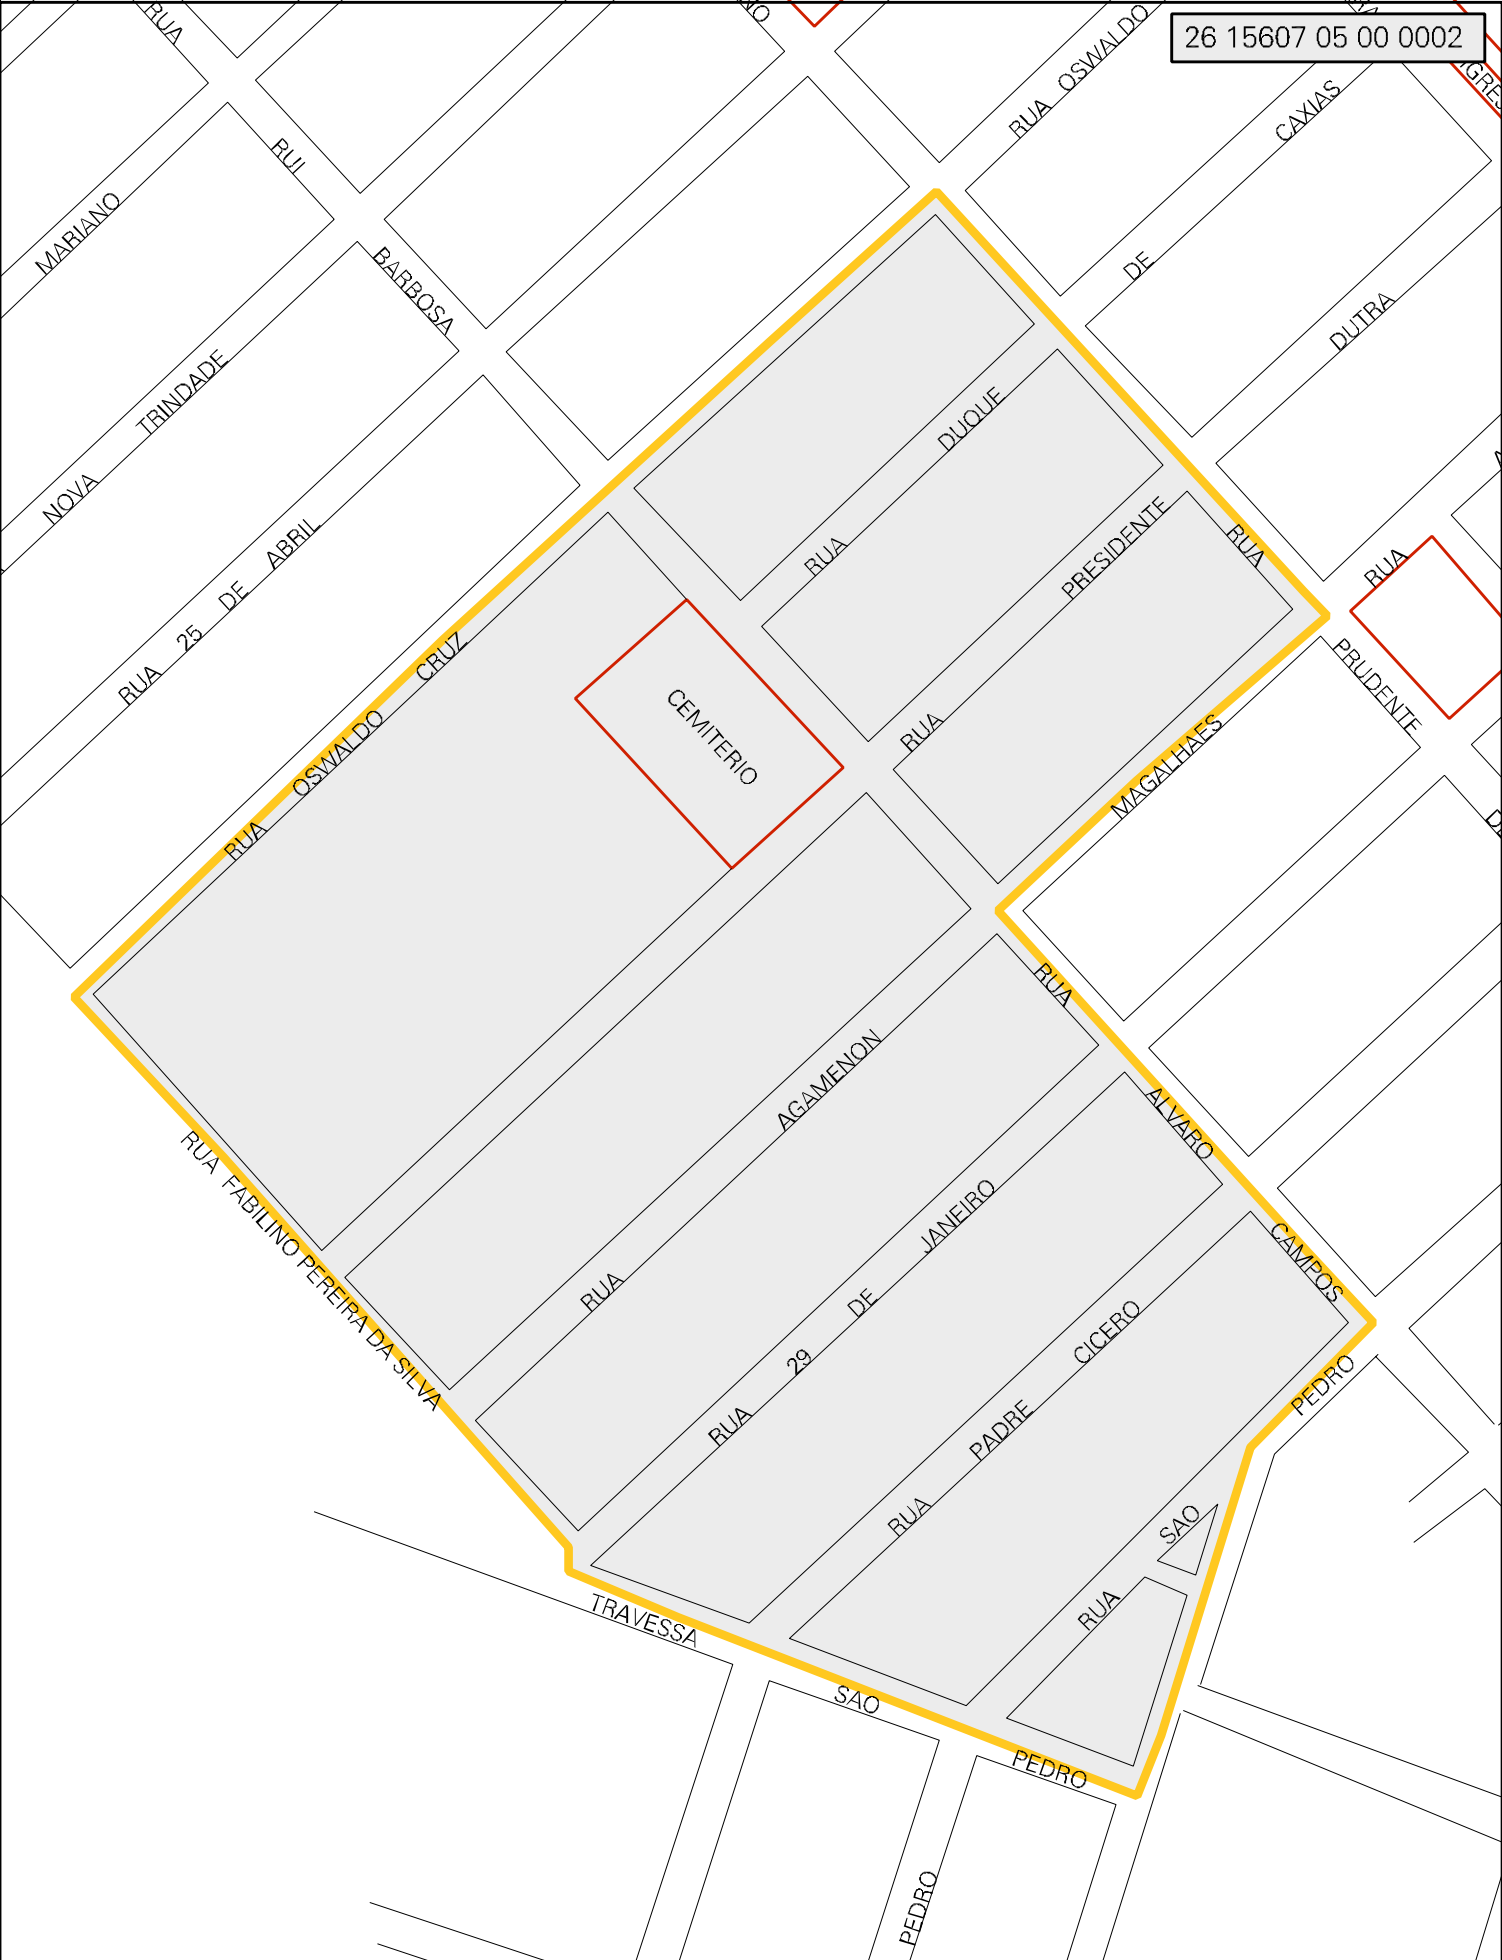 26 15607 05 00 0002
RUA
RUI
BARBOSA
MARIANO
NOVA TRINDADE
RUA 25 DE ABRIL
RUA OSWALDO
DE CAXIAS
DUTRA
RUA OSWALDO CRUZ
RUA DUQUE
RUA PRESIDENTE
CEMITERIO
RUA
PRUDENTE
RUA
MAGALHAES
RUA AGAMENON
RUA ALVARO CAMPOS
RUA 29 DE JANEIRO
RUA PADRE CICERO
RUA SAO PEDRO
RUA FABILINO PEREIRA DA SILVA
TRAVESSA SAO PEDRO
PEDRO